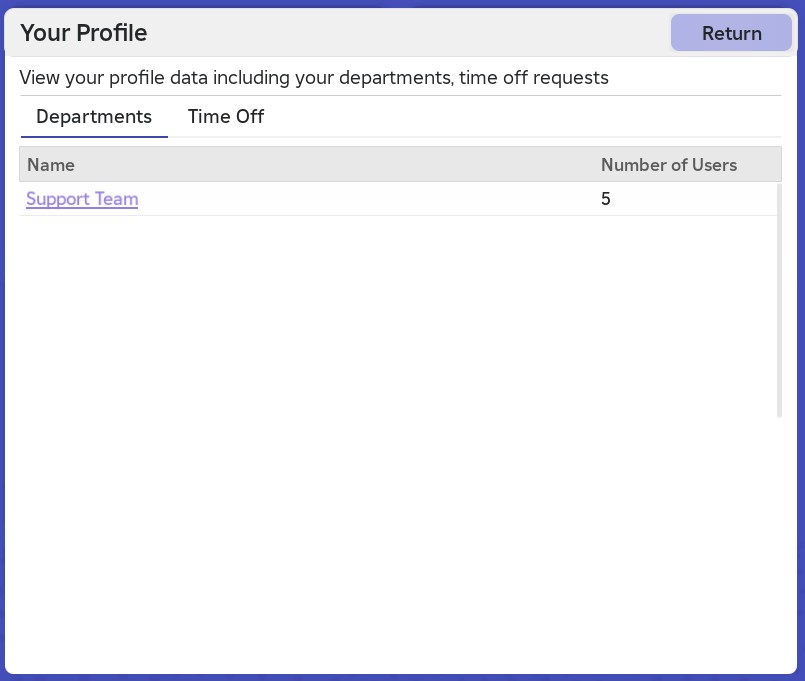 Your Profile
Return
View your profile data including your departments, time off requests
Departments Time Off
Name Number of Users
Support Team 5